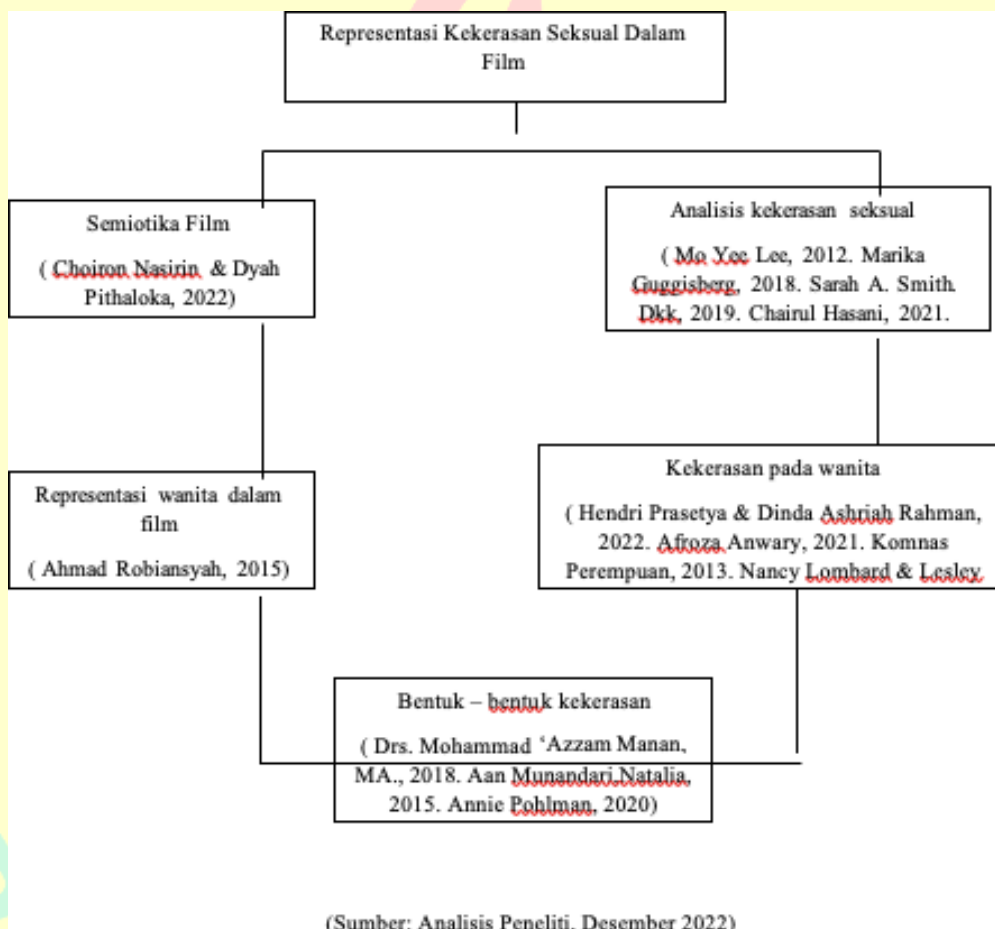 Representasi Kekerasan Seksual Dalam
Film
Semiotika Film
( Choiron Nasirin & Dyah
Pithaloka, 2022)
Analisis kekerasan seksual
( Mo Yee Lee, 2012. Marika
Guggisberg, 2018. Sarah A. Smith.
Dkk, 2019. Chairul Hasani, 2021.
Representasi wanita dalam
film
( Ahmad Robiansyah, 2015)
Kekerasan pada wanita
( Hendri Prasetya & Dinda Ashriah Rahman,
2022. Afroza Anwary, 2021. Komnas
Perempuan, 2013. Nancy Lombard & Lesley
Bentuk – bentuk kekerasan
( Drs. Mohammad ‘Azzam Manan,
MA., 2018. Aan Munandari Natalia,
2015. Annie Pohlman, 2020)
(Sumber: Analisis Peneliti, Desember 2022)